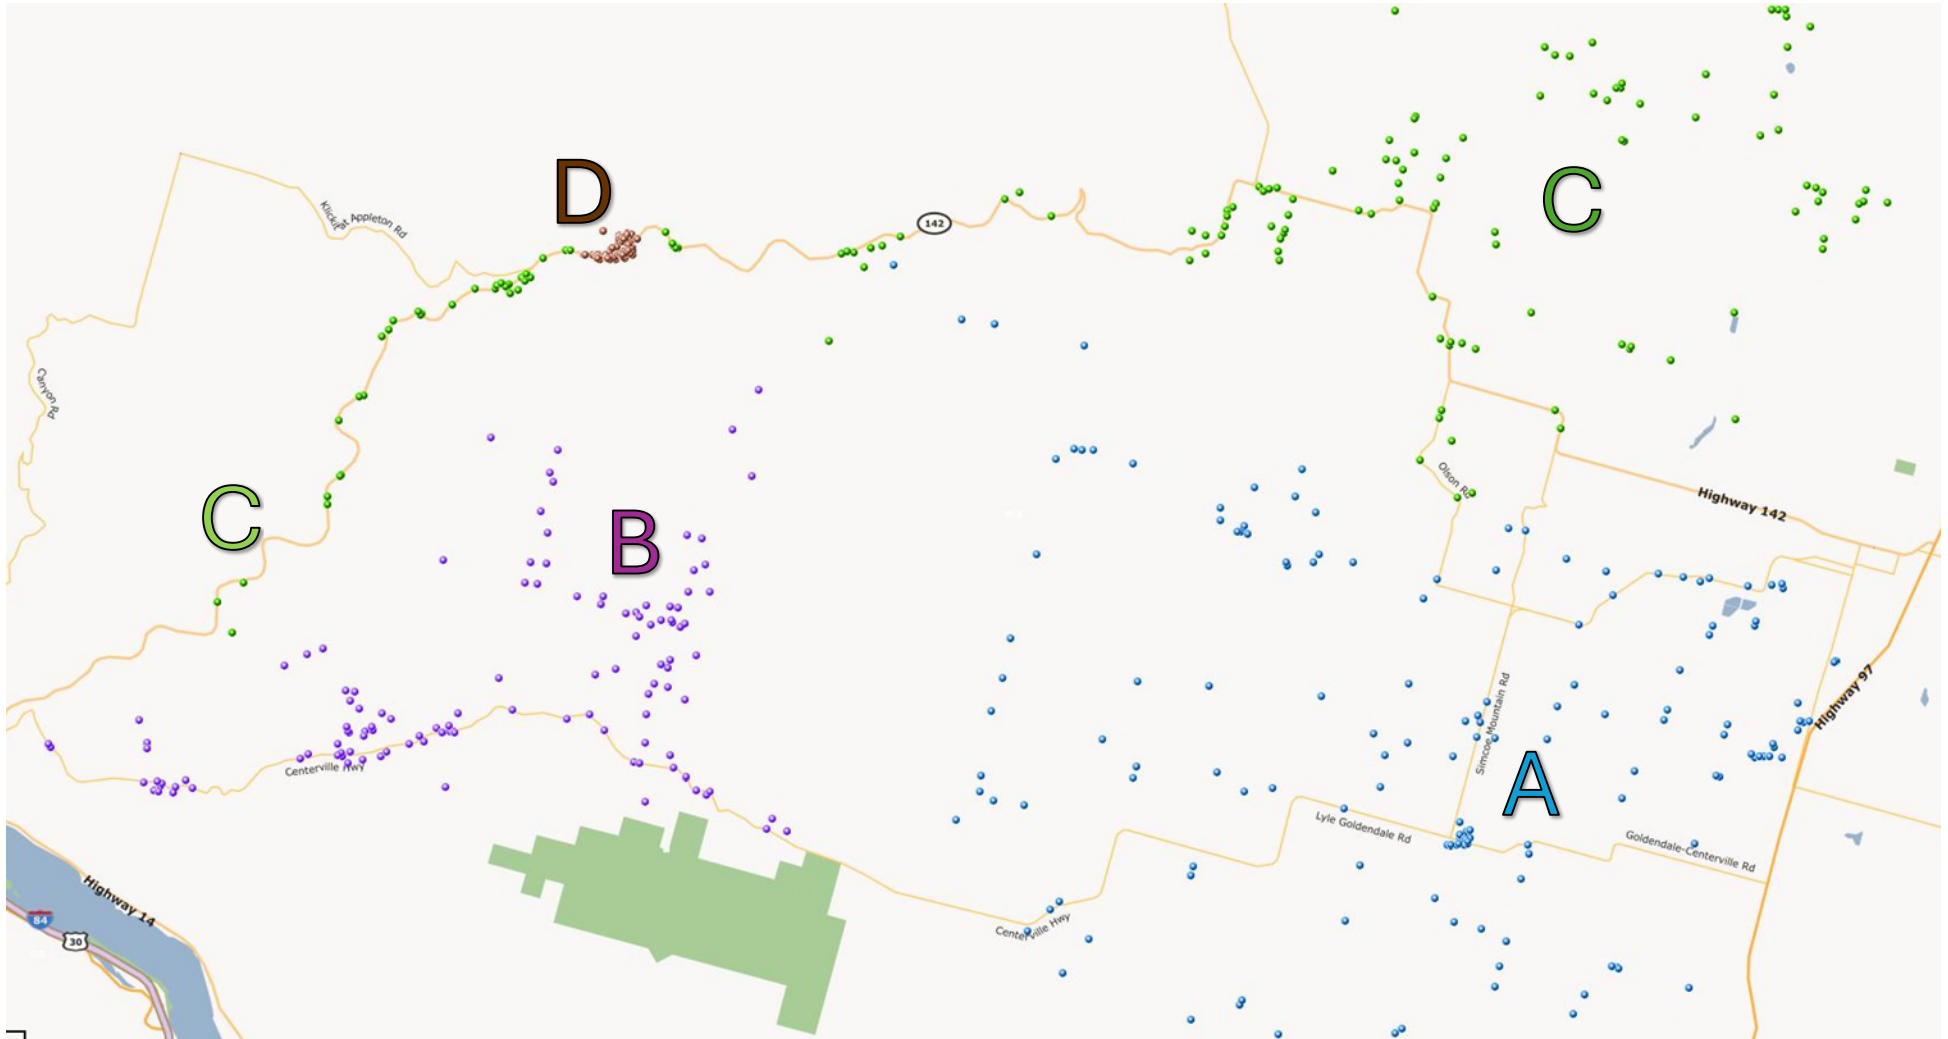 D
Klickitat Appleton Rd
142
C
Canyon Rd
Olson Rd
Highway 142
C
B
Simcoe Mountain Rd
Highway 97
A
Centerville Hwy
Lyle Goldendale Rd
Goldendale-Centerville Rd
Highway 14
84
30
Centerville Hwy